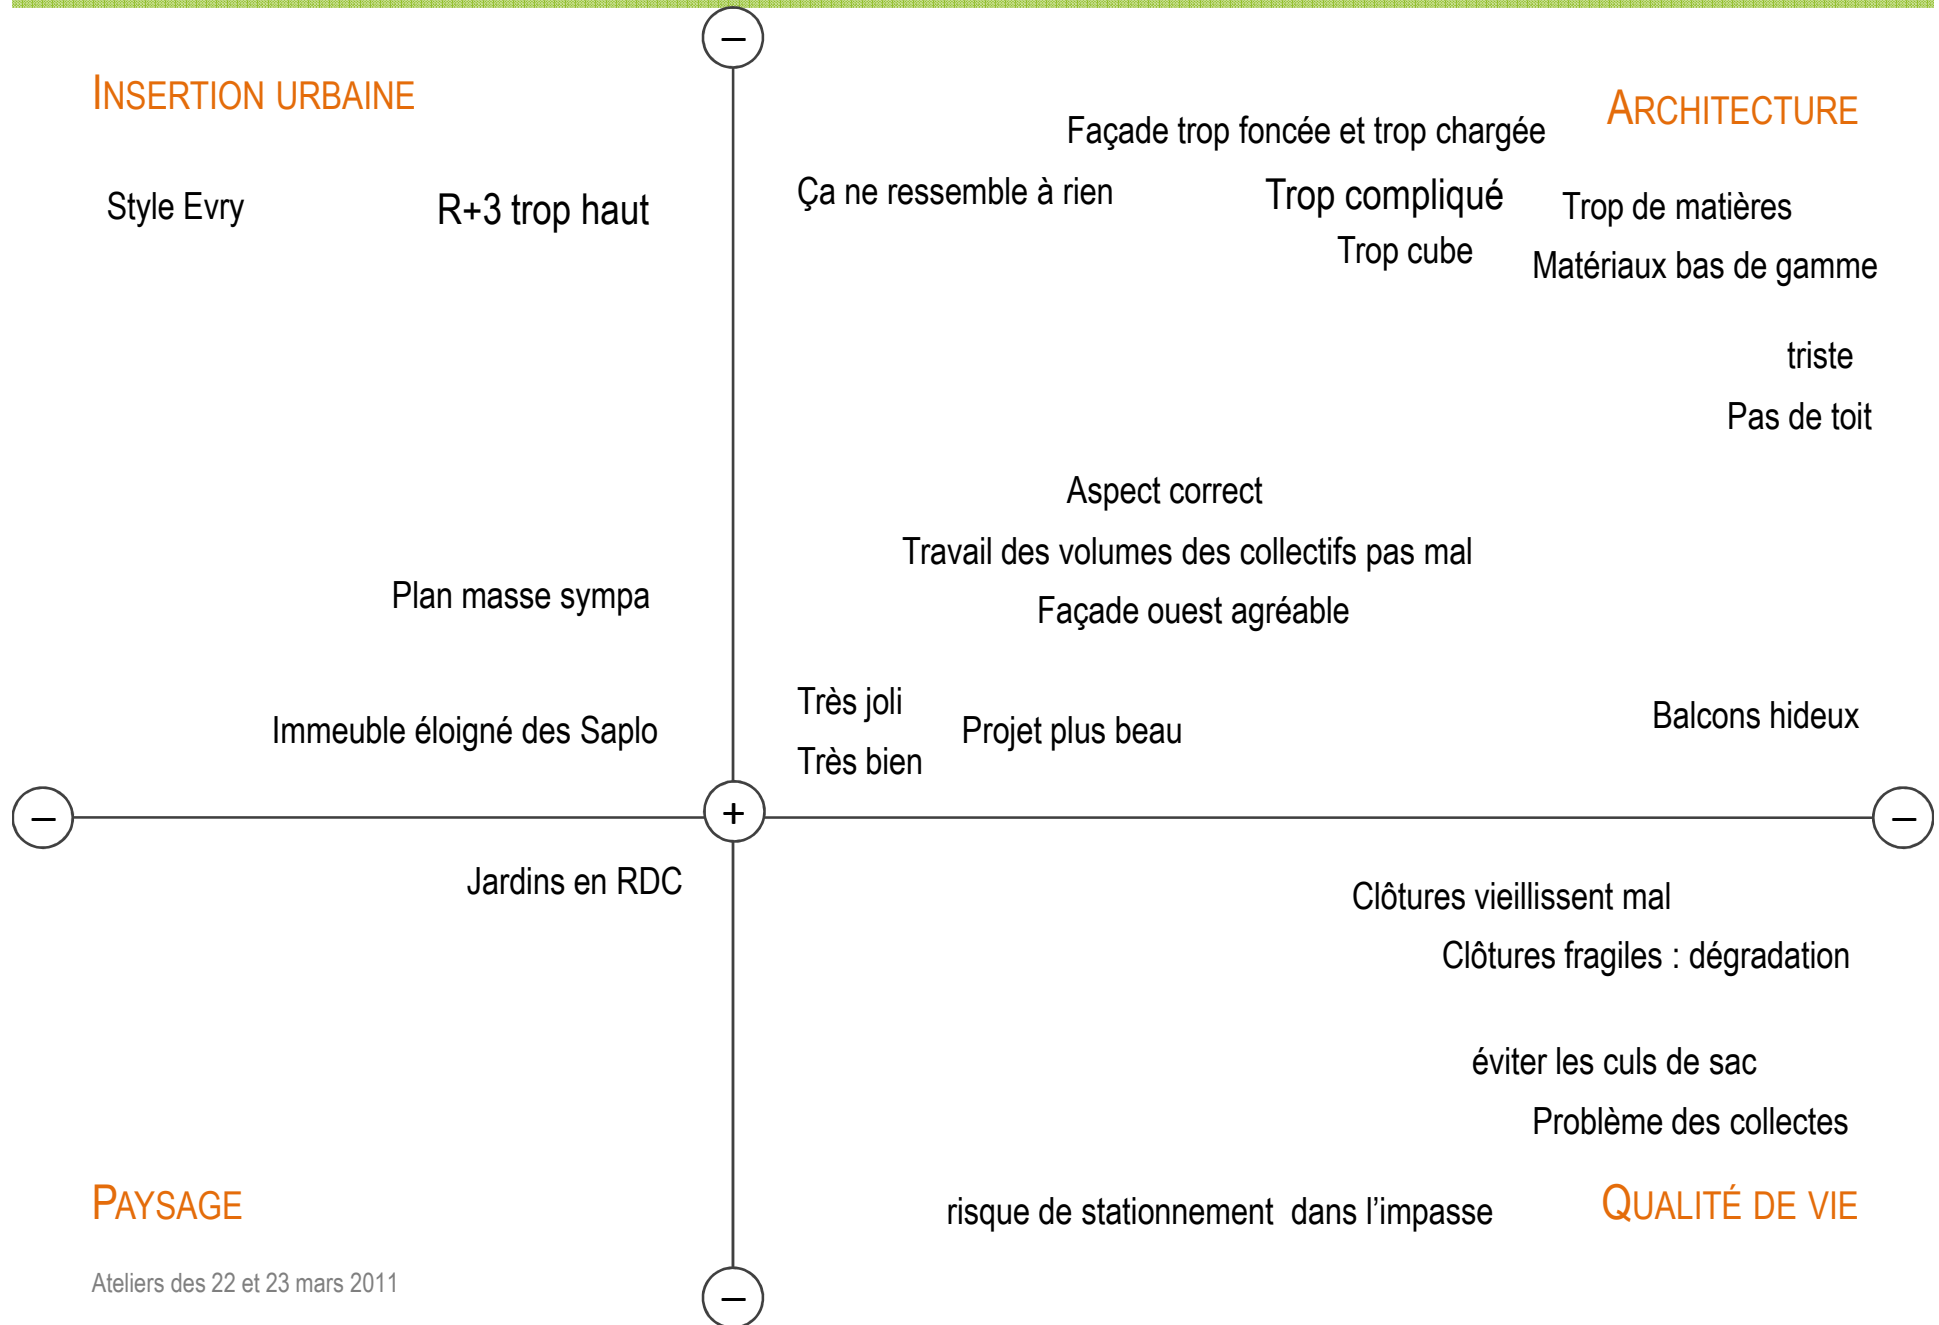 –
INSERTION URBAINE
ARCHITECTURE
Façade trop foncée et trop chargée
Style Evry
R+3 trop haut
Ça ne ressemble à rien
Trop compliqué
Trop de matières
Trop cube
Matériaux bas de gamme
triste
Pas de toit
Aspect correct
Travail des volumes des collectifs pas mal
Plan masse sympa
Façade ouest agréable
Très joli
Immeuble éloigné des Saplo
Projet plus beau
Balcons hideux
Très bien
–
+
–
Jardins en RDC
Clôtures vieillissent mal
Clôtures fragiles : dégradation
éviter les culs de sac
Problème des collectes
PAYSAGE
risque de stationnement  dans l’impasse
QUALITÉ DE VIE
Ateliers des 22 et 23 mars 2011
–